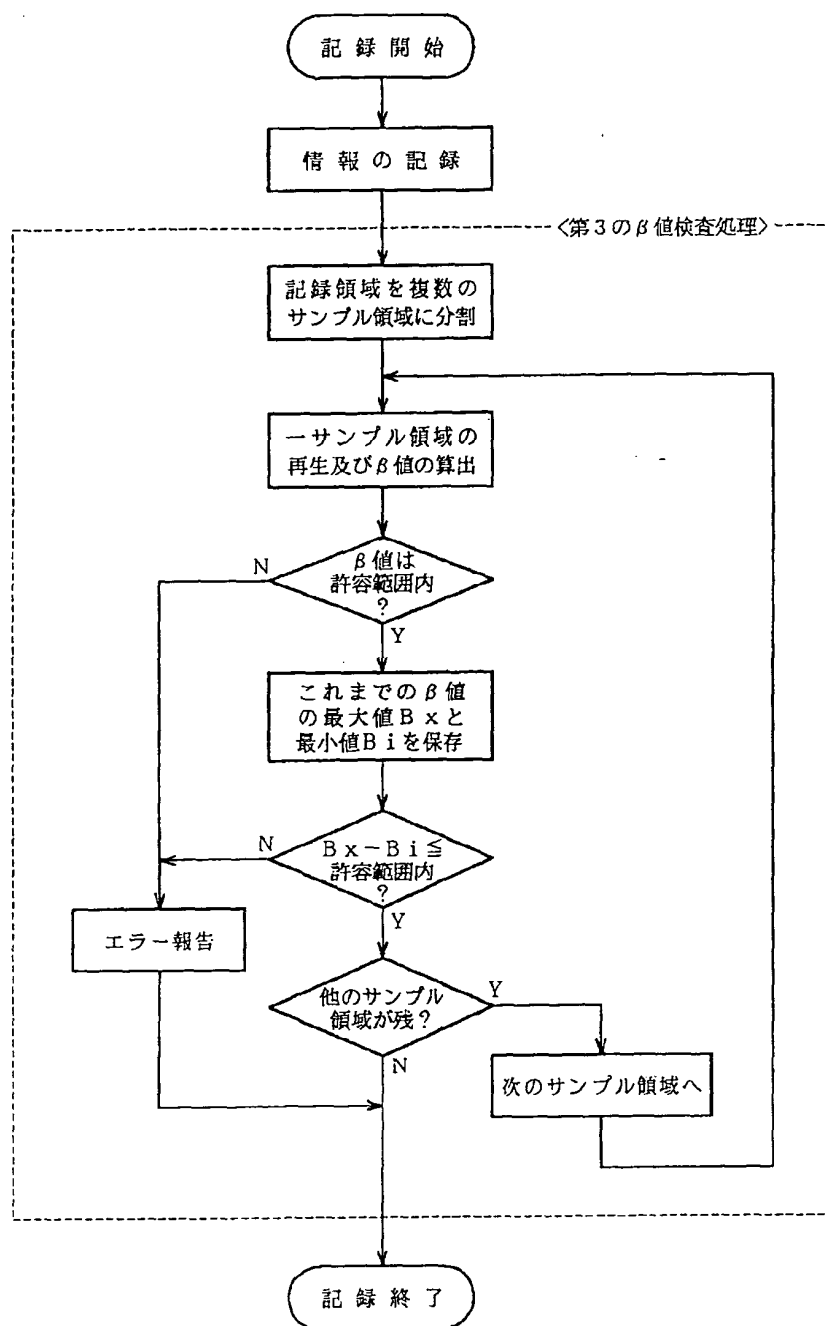 記録開始
情報の記録
〈第3のβ値検査処理〉
記録領域を複数の
サンプル領域に分割
一サンプル領域の
再生及びβ値の算出
β値は
許容範囲内
?
N
Y
これまでのβ値
の最大値Bxと
最小値Biを保存
Bx-Bi≦
許容範囲内
?
N
Y
エラー報告
他のサンプル
領域が残?
Y
N
次のサンプル領域へ
記録終了